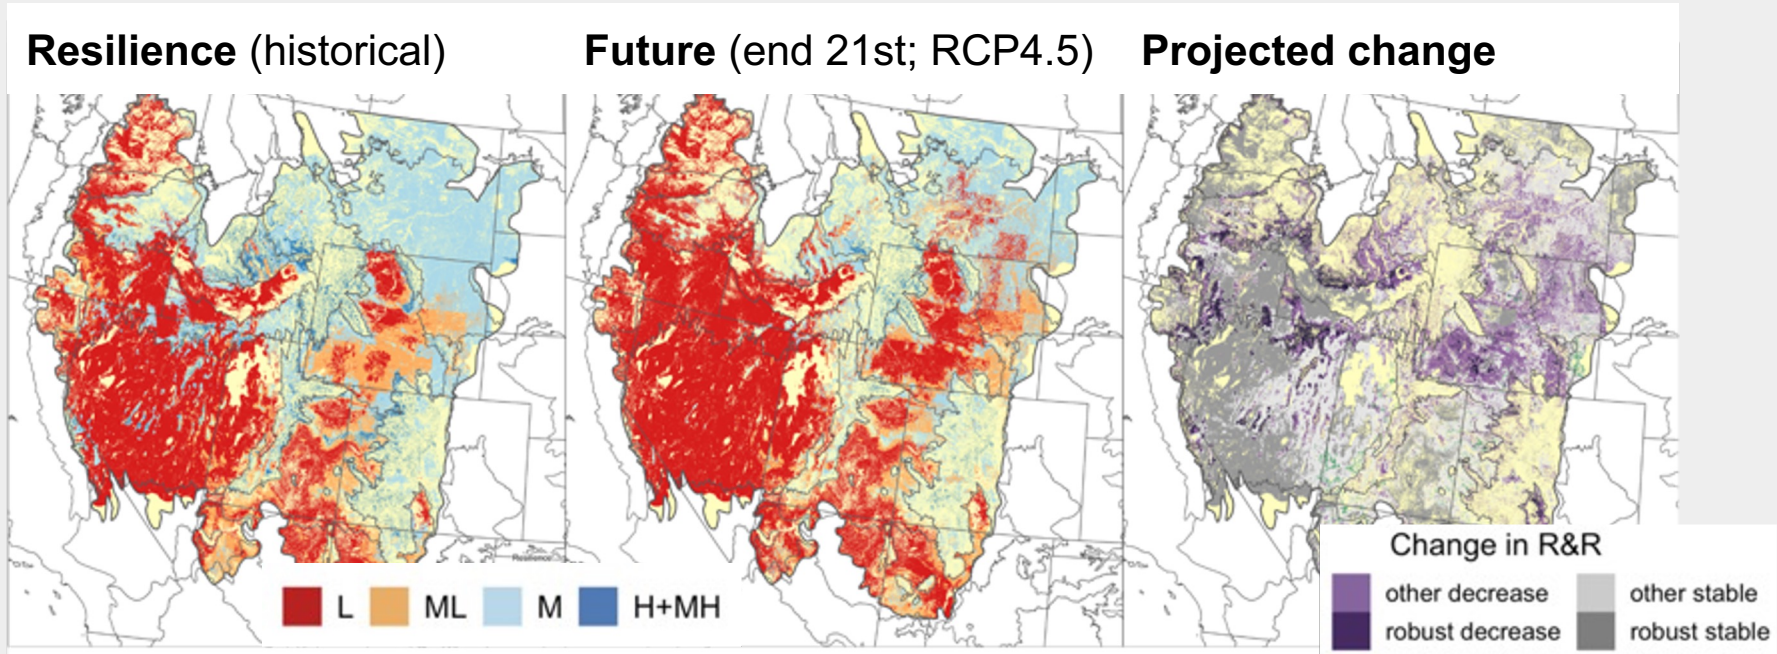 Resilience (historical)
Future (end 21st; RCP4.5)
Projected change
Resilience
L
ML
M
H+MH
Change in R&R
other decrease
other stable
robust decrease
robust stable